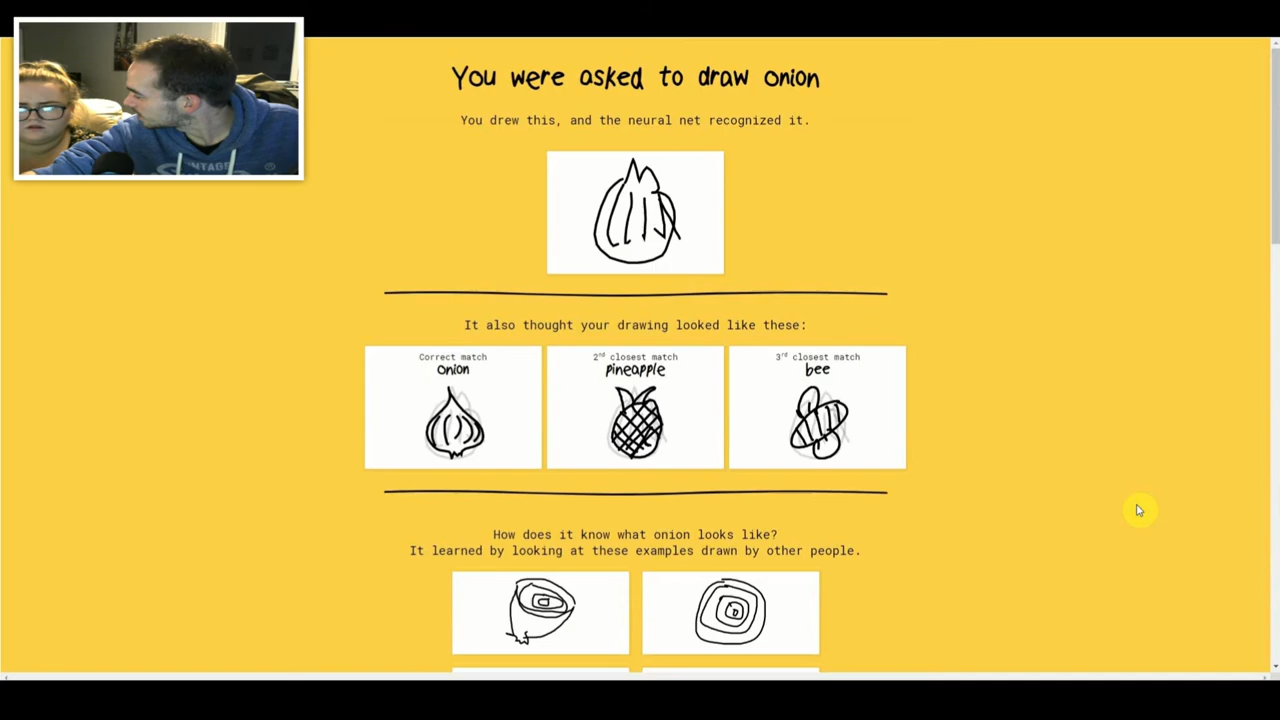 You were asked to draw onion
You drew this, and the neural net recognized it.
It also thought your drawing looked like these:
Correct match
onion
2nd closest match
pineapple
3rd closest match
bee
How does it know what onion looks like?
It learned by looking at these examples drawn by other people.
VINTAGE